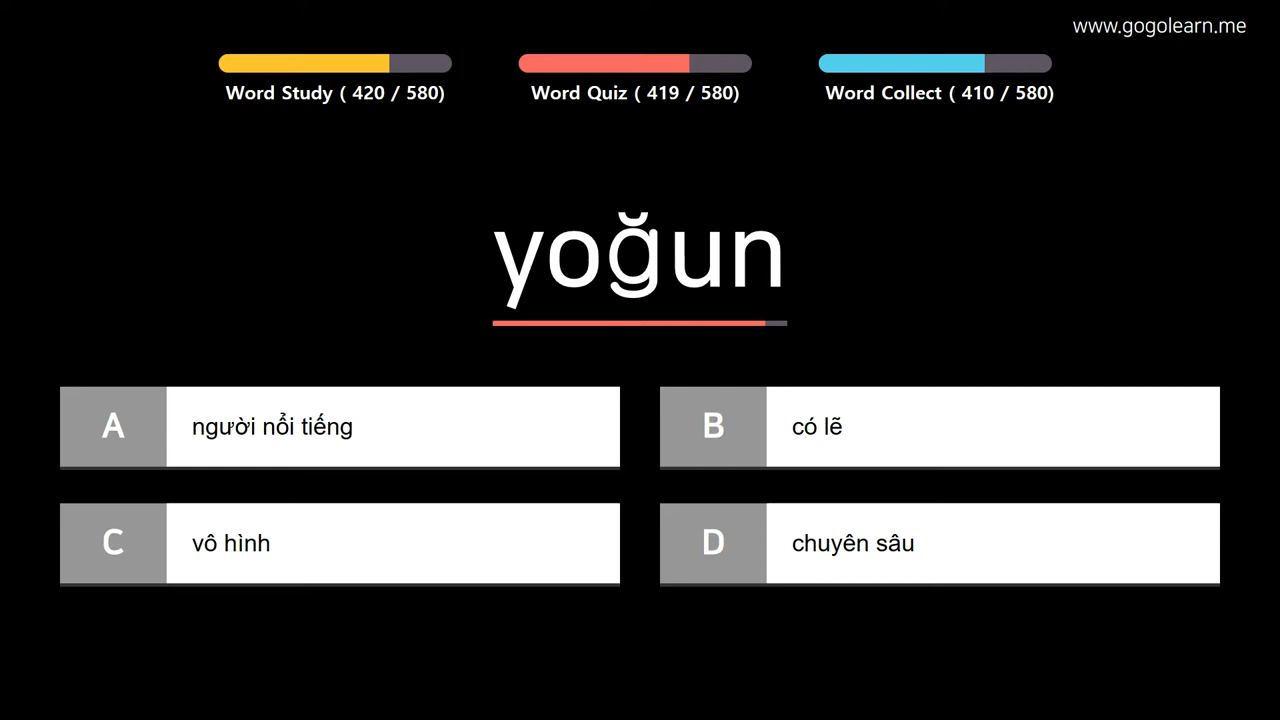 www.gogolearn.me
Word Study ( 420 / 580)
Word Quiz ( 419 / 580)
Word Collect ( 410 / 580)
yoğun
A người nổi tiếng
B có lẽ
C vô hình
D chuyên sâu